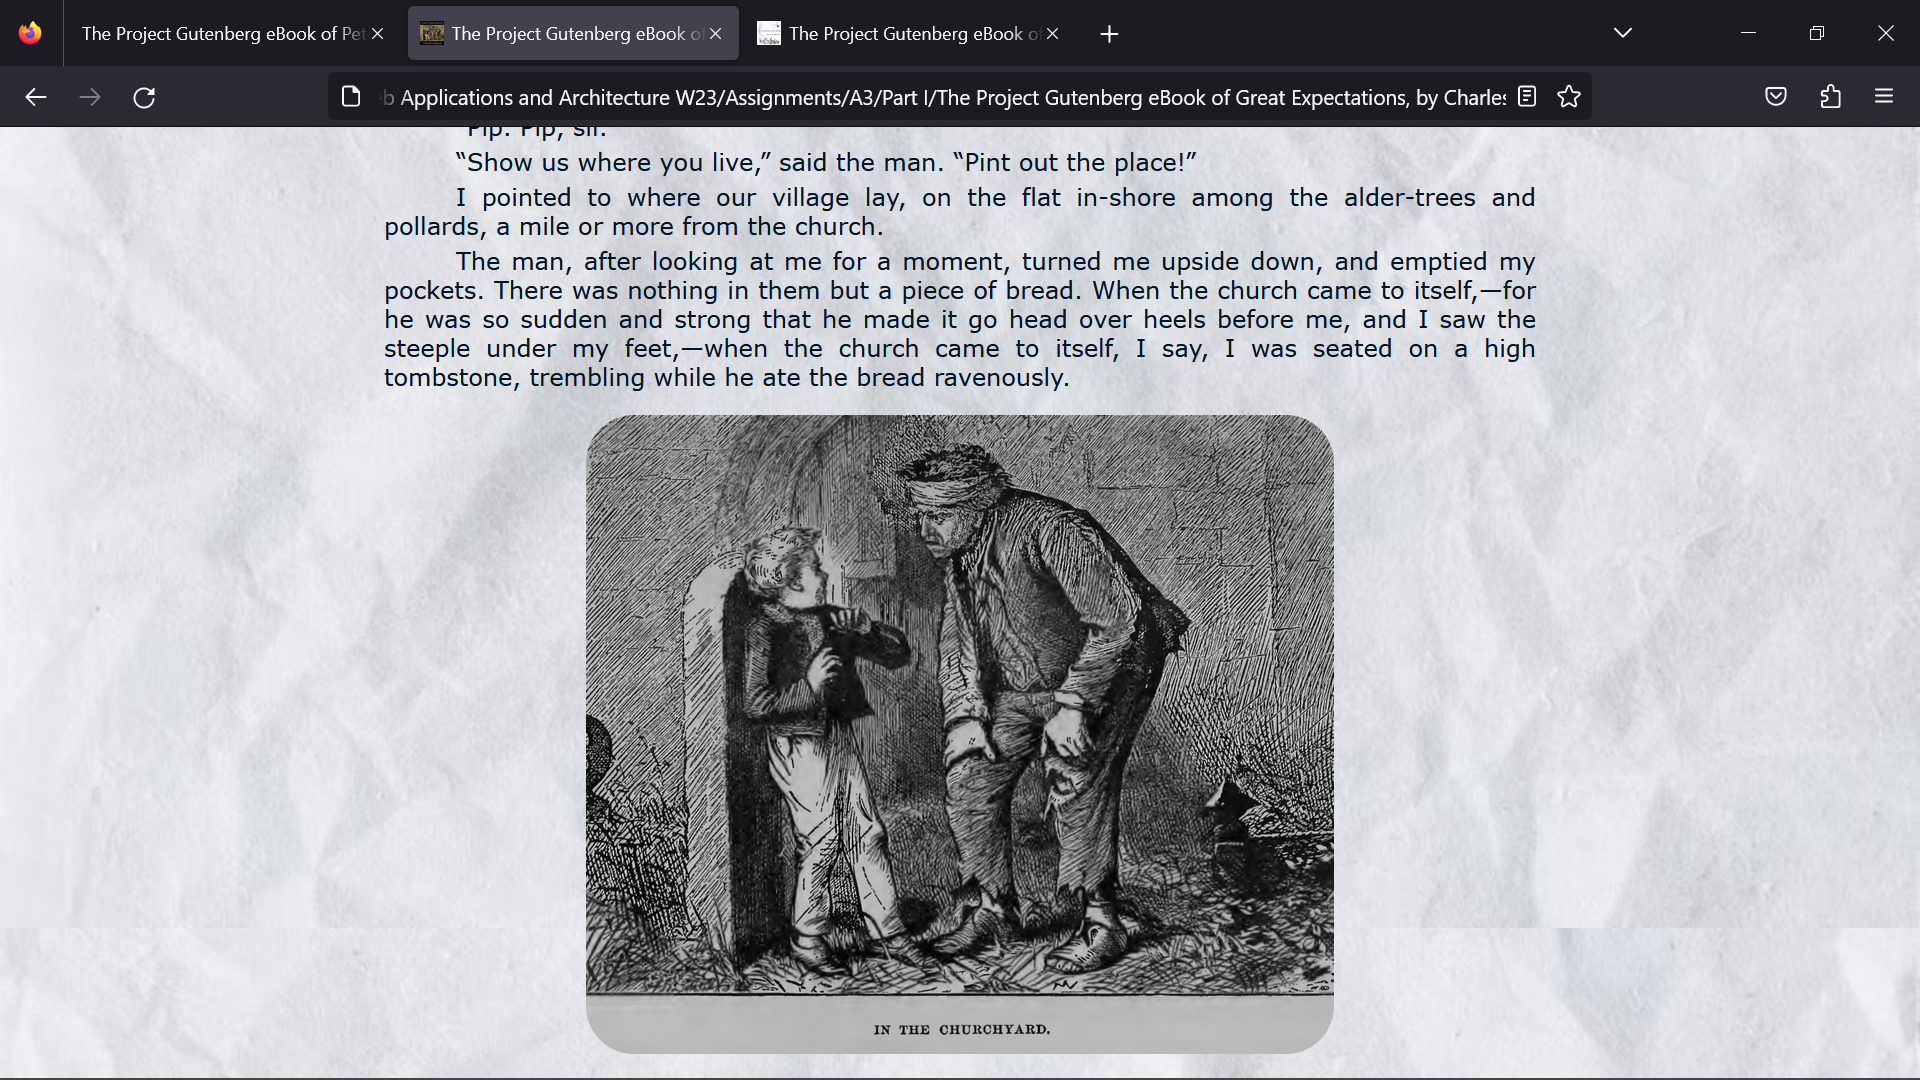 The Project Gutenberg eBook of Pet
The Project Gutenberg eBook of
The Project Gutenberg eBook of
b Applications and Architecture W23/Assignments/A3/Part I/The Project Gutenberg eBook of Great Expectations, by Charles
“Pip. Pip, sir.”
“Show us where you live,” said the man. “Pint out the place!”
I pointed to where our village lay, on the flat in-shore among the alder-trees and
pollards, a mile or more from the church.
The man, after looking at me for a moment, turned me upside down, and emptied my
pockets. There was nothing in them but a piece of bread. When the church came to itself,—for
he was so sudden and strong that he made it go head over heels before me, and I saw the
steeple under my feet,—when the church came to itself, I say, I was seated on a high
tombstone, trembling while he ate the bread ravenously.
IN THE CHURCHYARD.